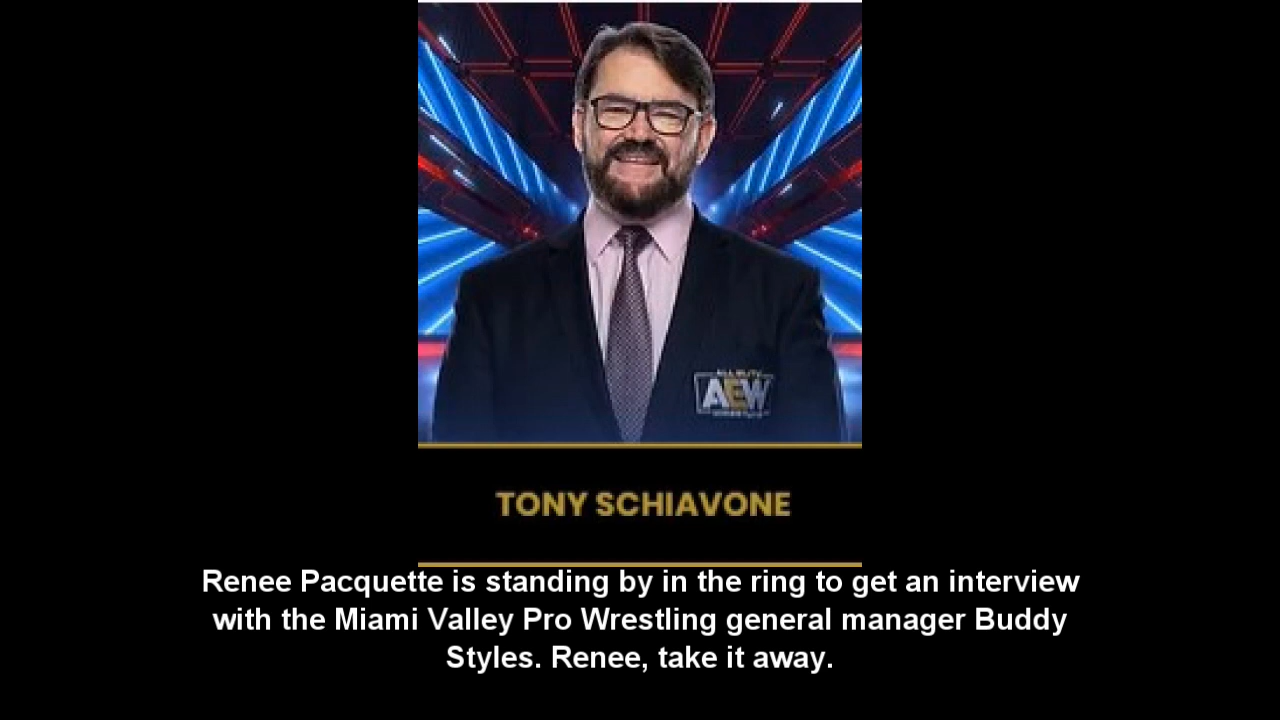 AEW
TONY SCHIAVONE
Renee Pacquette is standing by in the ring to get an interview
with the Miami Valley Pro Wrestling general manager Buddy
Styles. Renee, take it away.